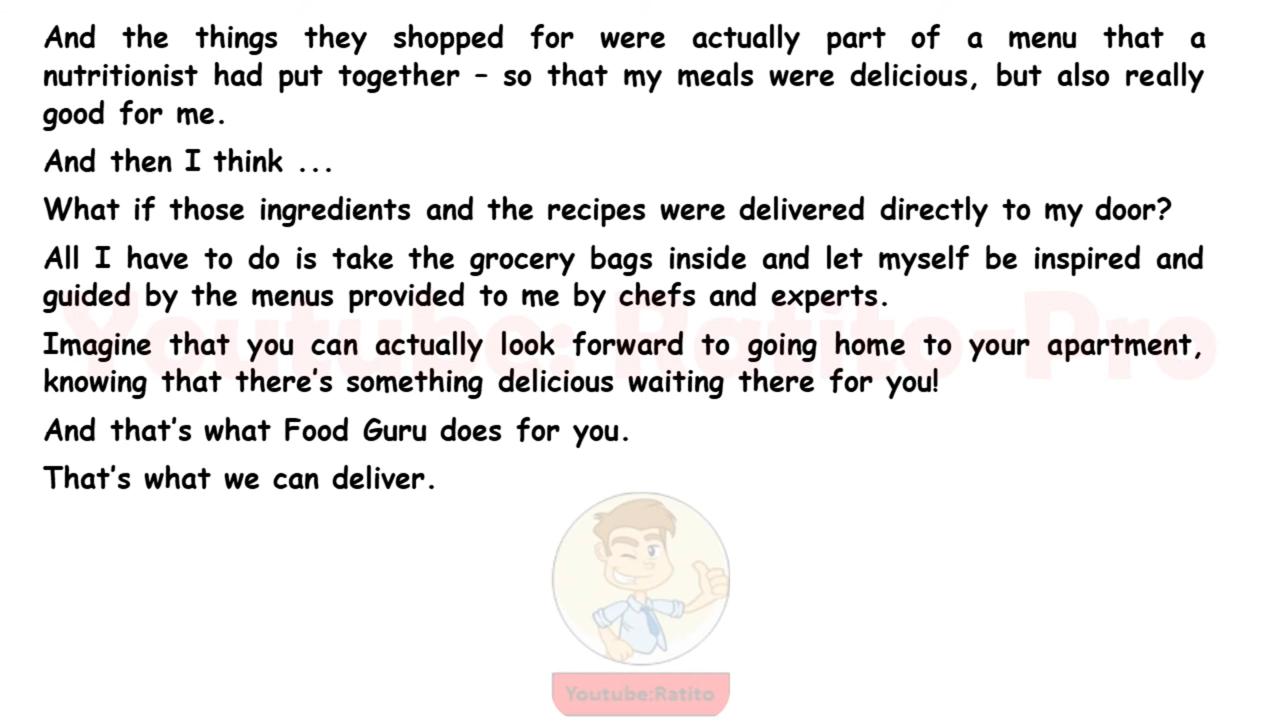 And the things they shopped for were actually part of a menu that a
nutritionist had put together – so that my meals were delicious, but also really
good for me.
And then I think ...
What if those ingredients and the recipes were delivered directly to my door?
All I have to do is take the grocery bags inside and let myself be inspired and
guided by the menus provided to me by chefs and experts.
Youtube: Ratito-Pro
Imagine that you can actually look forward to going home to your apartment,
knowing that there's something delicious waiting there for you!
And that's what Food Guru does for you.
That's what we can deliver.
Youtube:Ratito